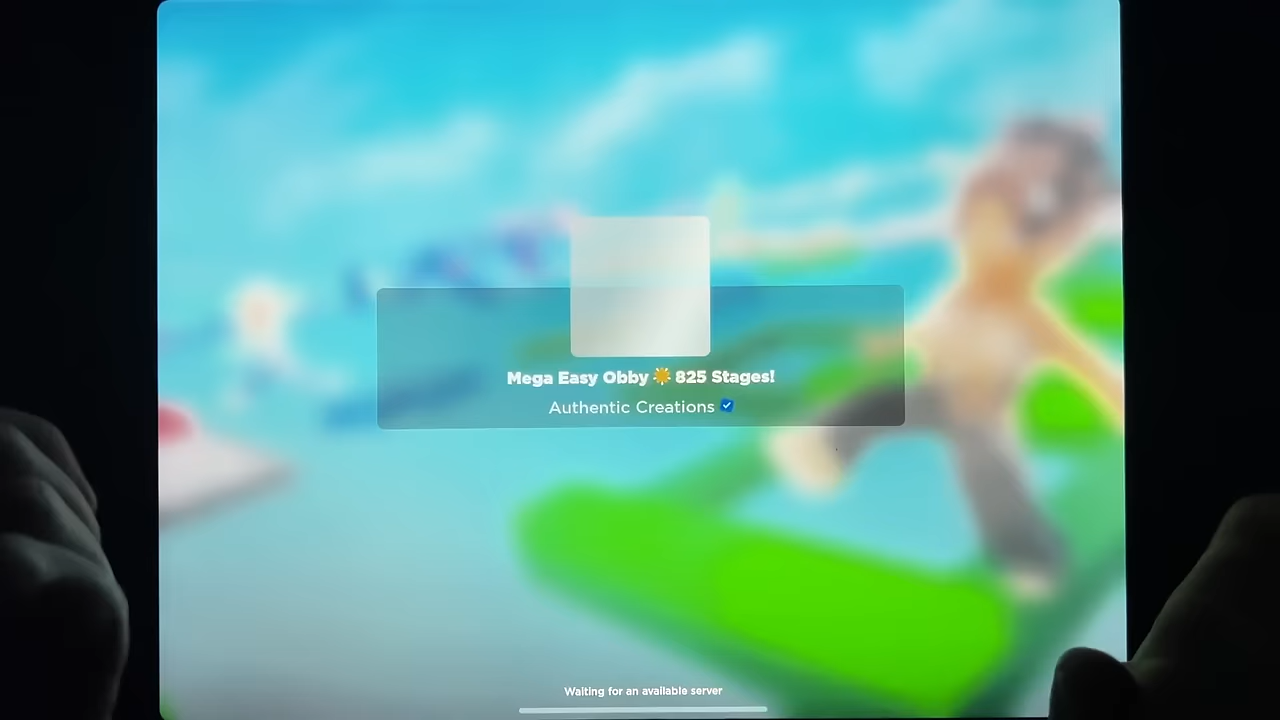 Mega Easy Obby ☀️ 825 Stages!
Authentic Creations
Waiting for an available server